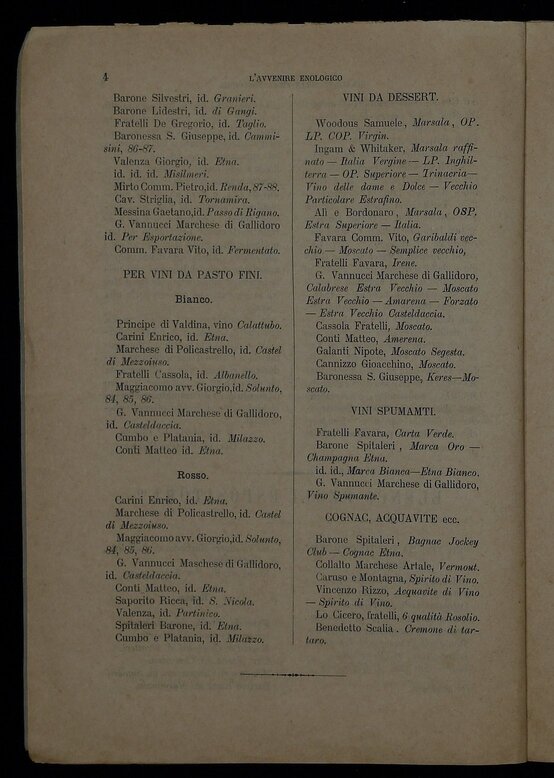 4
L'AVVENIRE ENOLOGICO
Barone Silvestri, id. Granieri.
Barone Lidestri, id. di Gangi.
Fratelli De Gregorio, id. Taglio.
Baronessa S. Giuseppe, id. Cammi-
sini, 86-87.
Valenza Giorgio, id. Etna.
id. id. id. Misilmeri.
Mirto Comm. Pietro, id. Renda, 87-88.
Cav. Striglia, id. Tornamira.
Messina Gaetano, id. Passo di Rigano.
G. Vannucci Marchese di Gallidoro
id. Per Esportazione.
Comm. Favara Vito, id. Fermentato.
PER VINI DA PASTO FINI.
Bianco.
Principe di Valdina, vino Calattubo.
Carini Enrico, id. Etna.
Marchese di Policastrello, id. Castel
di Mezzoiuso.
Fratelli Cassola, id. Albanello.
Maggiacomo avv. Giorgio, id. Solunto,
84, 85, 86.
G. Vannucci Marchese di Gallidoro,
id. Casteldaccia.
Cumbo e Platania, id. Milazzo.
Conti Matteo id. Etna.
Rosso.
Carini Enrico, id. Etna.
Marchese di Policastrello, id. Castel
di Mezzoiuso.
Maggiacomo avv. Giorgio, id. Solunto,
84, 85, 86.
G. Vannucci Maschese di Gallidoro,
id. Casteldaccia.
Conti Matteo, id. Etna.
Saporito Ricca, id. S. Nicola.
Valenza, id. Partinico.
Spitaleri Barone, id. Etna.
Cumbo e Platania, id. Milazzo.
VINI DA DESSERT.
Woodous Samuele, Marsala, OP.
LP. COP. Virgin.
Ingam & Whitaker, Marsala raffi-
nato — Italia Vergine — LP. Inghil-
terra — OP. Superiore — Trinacria—
Vino delle dame e Dolce — Vecchio
Particolare Estrafino.
Alì e Bordonaro, Marsala, OSP.
Estra Superiore — Italia.
Favara Comm. Vito, Garibaldi vec-
chio — Moscato — Semplice vecchio,
Fratelli Favara, Irene.
G. Vannucci Marchese di Gallidoro,
Calabrese Estra Vecchio — Moscato
Estra Vecchio — Amarena — Forzato
— Estra Vecchio Casteldaccia.
Cassola Fratelli, Moscato.
Conti Matteo, Amerena.
Galanti Nipote, Moscato Segesta.
Cannizzo Gioacchino, Moscato.
Baronessa S. Giuseppe, Keres—Mo-
scato.
VINI SPUMAMTI.
Fratelli Favara, Carta Verde.
Barone Spitaleri, Marca Oro —
Champagna Etna.
id. id., Marca Bianca—Etna Bianco.
G. Vannucci Marchese di Gallidoro,
Vino Spumante.
COGNAC, ACQUAVITE ecc.
Barone Spitaleri, Bagnac Jockey
Club — Cognac Etna.
Collalto Marchese Artale, Vermout.
Caruso e Montagna, Spirito di Vino.
Vincenzo Rizzo, Acquavite di Vino
— Spirito di Vino.
Lo Cicero, fratelli, 6 qualità Rosolio.
Benedetto Scalia. Cremone di tar-
taro.